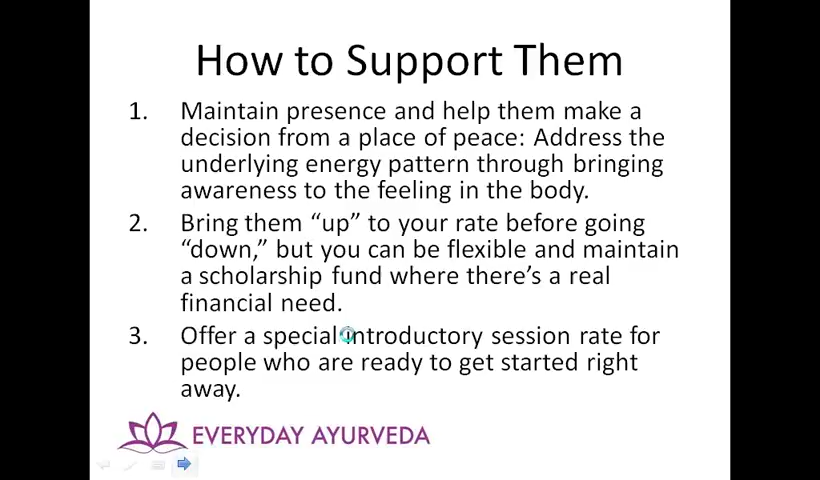 How to Support Them
1. Maintain presence and help them make a
decision from a place of peace: Address the
underlying energy pattern through bringing
awareness to the feeling in the body.
2. Bring them “up” to your rate before going
“down,” but you can be flexible and maintain
a scholarship fund where there’s a real
financial need.
3. Offer a special introductory session rate for
people who are ready to get started right
away.
EVERYDAY AYURVEDA